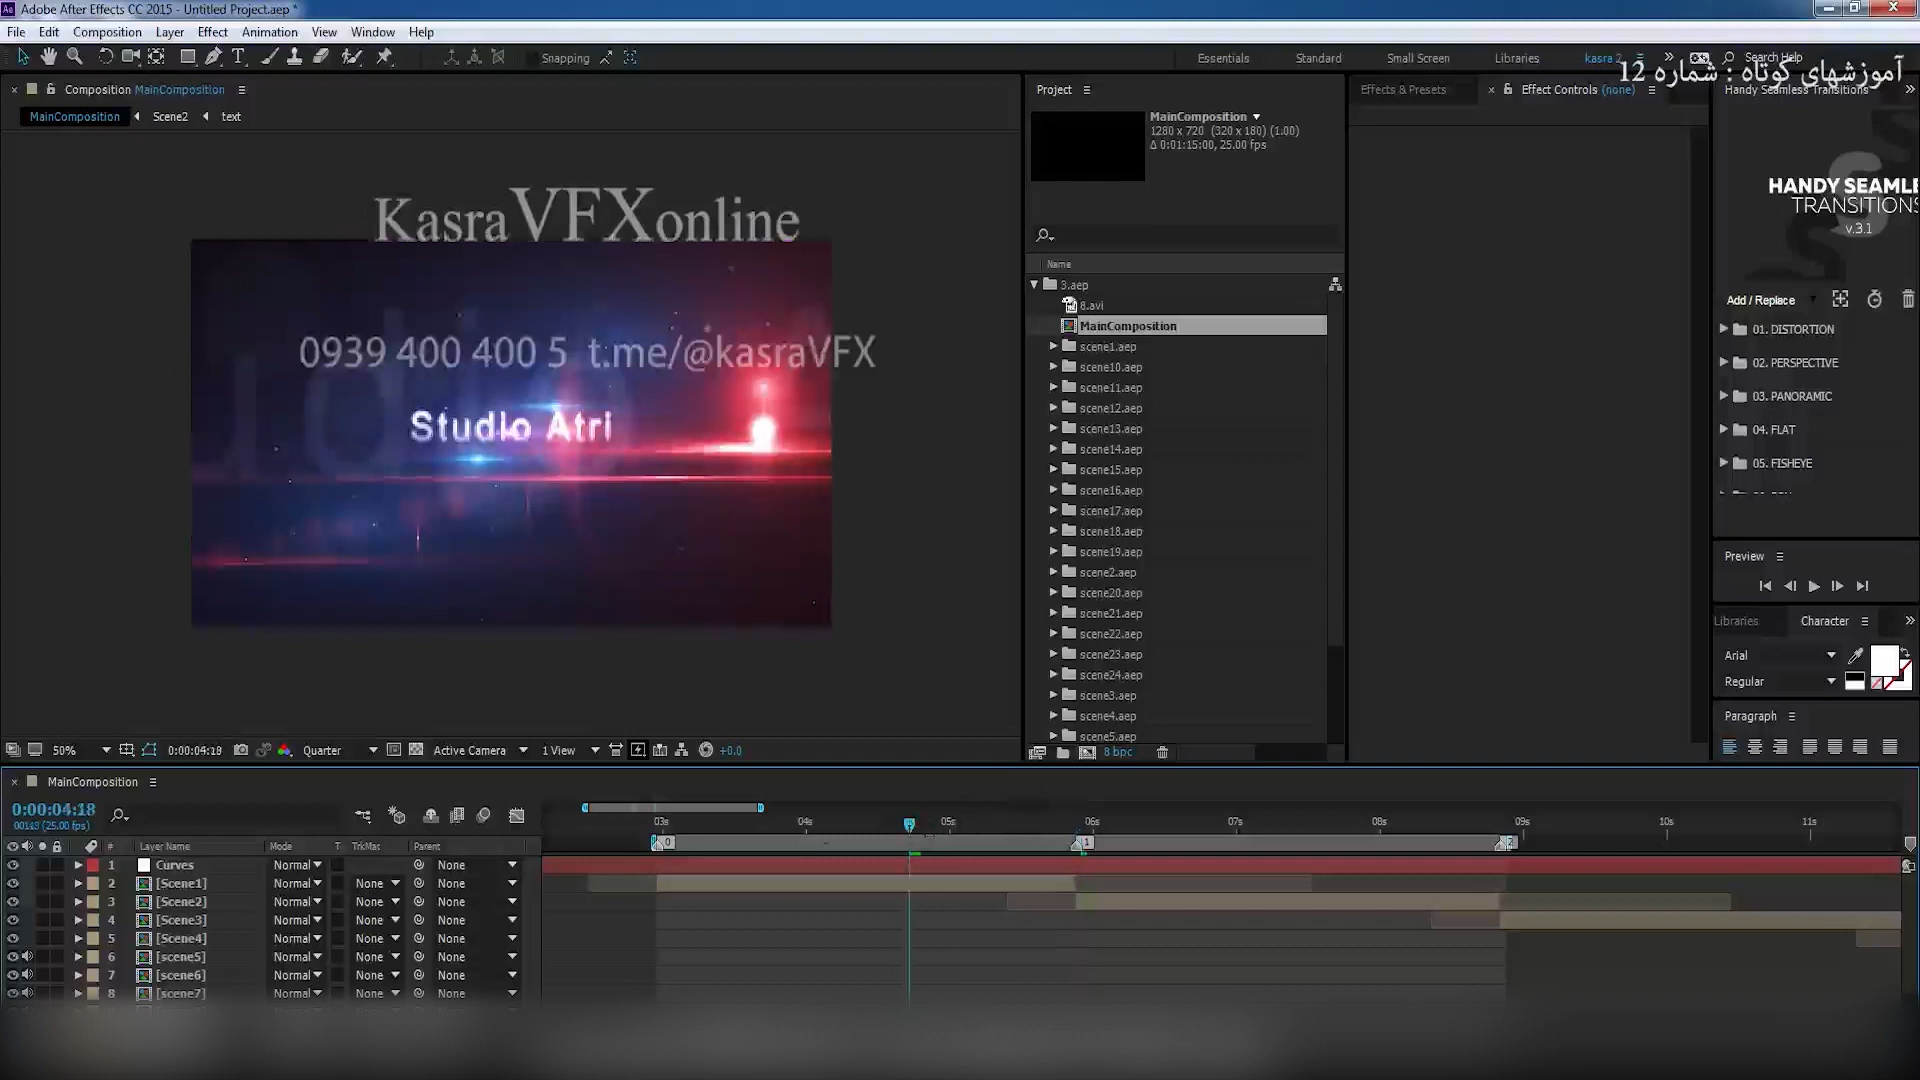 Adobe After Effects CC 2015 - Untitled Project.aep *
File Edit Composition Layer Effect Animation View Window Help
Snapping
Essentials Standard Small Screen Libraries kasra 2 Search Help
آموزشهای کوتاه : شماره 12
Composition MainComposition
MainComposition Scene2 text
KasraVFXonline
0939 400 400 5 t.me/@kasraVFX
Studio Atri
50% 0:00:04:18 Quarter Active Camera 1 View +0.0
Project
MainComposition
1280 x 720 (320 x 180) (1.00)
Δ 0:01:15:00, 25.00 fps
Name
3.aep
8.avi
MainComposition
scene1.aep
scene10.aep
scene11.aep
scene12.aep
scene13.aep
scene14.aep
scene15.aep
scene16.aep
scene17.aep
scene18.aep
scene19.aep
scene2.aep
scene20.aep
scene21.aep
scene22.aep
scene23.aep
scene24.aep
scene3.aep
scene4.aep
scene5.aep
8 bpc
Effects & Presets Effect Controls (none)
Handy Seamless Transitions
HANDY SEAMLE
TRANSITIONS
v.3.1
Add / Replace
01. DISTORTION
02. PERSPECTIVE
03. PANORAMIC
04. FLAT
05. FISHEYE
Preview
Libraries Character
Arial
Regular
Paragraph
MainComposition
0:00:04:18
(25.00 fps)
03s 04s 05s 06s 07s 08s 09s 10s 11s
0 1 2
# Layer Name Mode T TrkMat Parent
1 Curves Normal None
2 [Scene1] Normal None None
3 [Scene2] Normal None None
4 [Scene3] Normal None None
5 [Scene4] Normal None None
6 [scene5] Normal None None
7 [scene6] Normal None None
8 [scene7] Normal None None